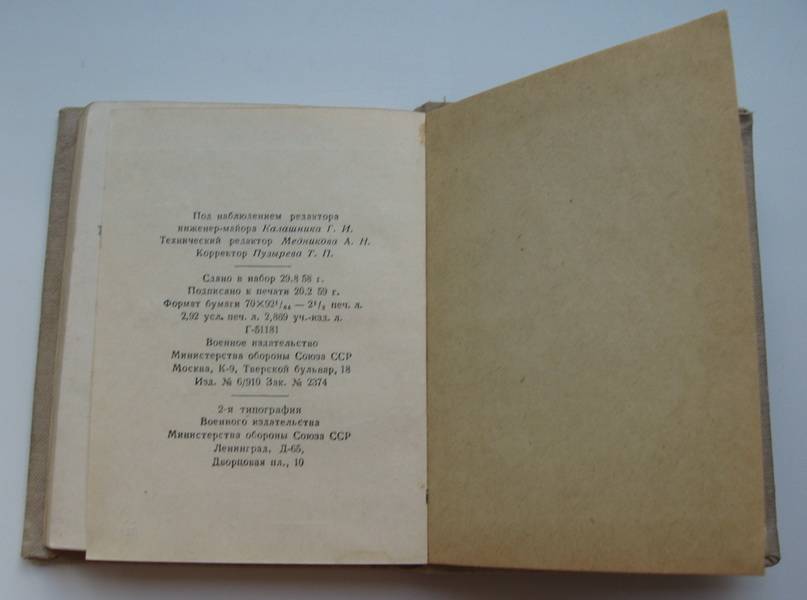 Под наблюдением редактора
инженер-майора Калашника Г. И.
Технический редактор Медникова А. Н.
Корректор Пузырева Т. П.
Сдано в набор 29.8 58 г.
Подписано к печати 20.2 59 г.
Формат бумаги 70×92¹/₆₄ — 2¹/₂ печ. л.
2,92 усл. печ. л. 2,869 уч.-изд. л.
Г-51181
Военное издательство
Министерства обороны Союза ССР
Москва, К-9, Тверской бульвар, 18
Изд. № 6/910 Зак. № 2374
2-я типография
Военного издательства
Министерства обороны Союза ССР
Ленинград, Д-65,
Дворцовая пл., 10